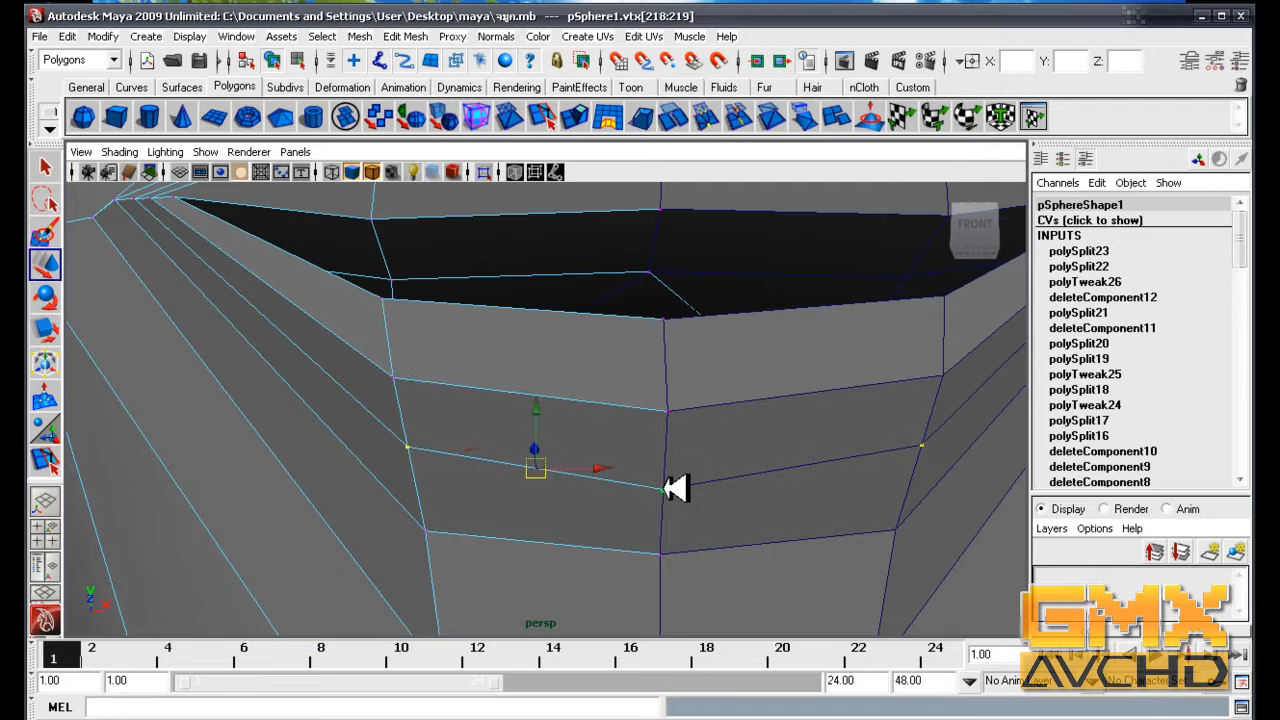 Autodesk Maya 2009 Unlimited: C:\Documents and Settings\User\Desktop\maya\ --- pSphere1.vtx[218:219]
File Edit Modify Create Display Window Assets Select Mesh Edit Mesh Proxy Normals Color Create UVs Edit UVs Muscle Help
Polygons X: Y: Z:
General Curves Surfaces Polygons Subdivs Deformation Animation Dynamics Rendering PaintEffects Toon Muscle Fluids Fur Hair nCloth Custom
View Shading Lighting Show Renderer Panels
Channels Edit Object Show
pSphereShape1
CVs (click to show)
INPUTS
polySplit23
polySplit22
polyTweak26
deleteComponent12
polySplit21
deleteComponent11
polySplit20
polySplit19
polyTweak25
polySplit18
polyTweak24
polySplit17
polySplit16
deleteComponent10
deleteComponent9
deleteComponent8
FRONT
persp
Display Render Anim
Layers Options Help
1 2 4 6 8 10 12 14 16 18 20 22 24 1.00
1.00 1.00 24.00 48.00 No Anim Layer No Character Set
MEL
GMX
AVCHD